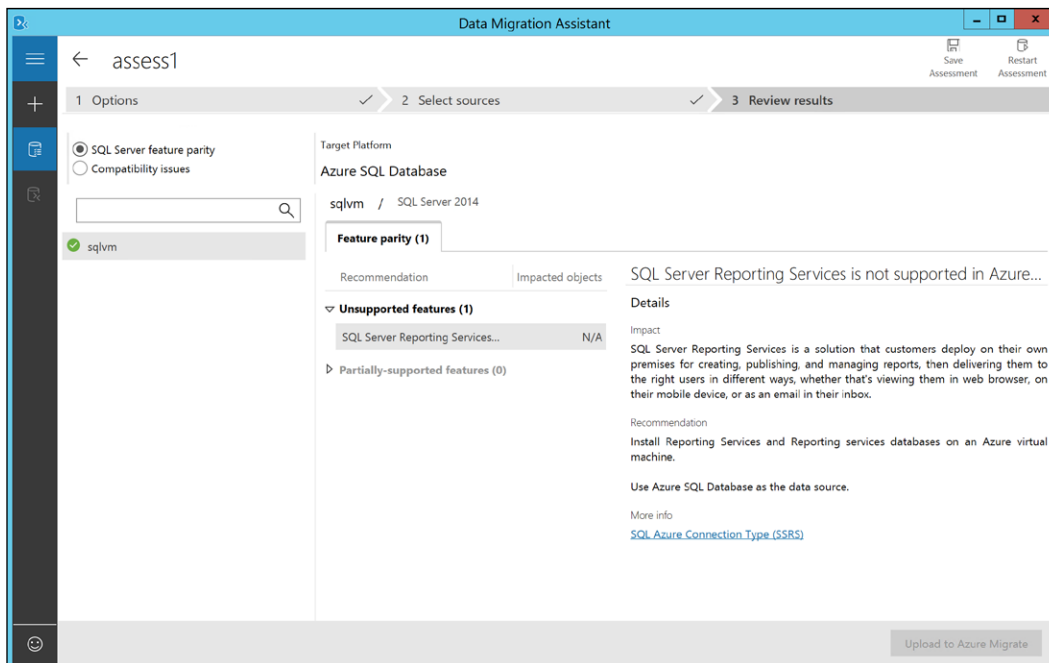 Data Migration Assistant
assess1
Save
Assessment
Restart
Assessment
1 Options
2 Select sources
3 Review results
SQL Server feature parity
Compatibility issues
sqlvm
Target Platform
Azure SQL Database
sqlvm / SQL Server 2014
Feature parity (1)
Recommendation
Impacted objects
Unsupported features (1)
SQL Server Reporting Services... N/A
Partially-supported features (0)
SQL Server Reporting Services is not supported in Azure...
Details
Impact
SQL Server Reporting Services is a solution that customers deploy on their own
premises for creating, publishing, and managing reports, then delivering them to
the right users in different ways, whether that's viewing them in web browser, on
their mobile device, or as an email in their inbox.
Recommendation
Install Reporting Services and Reporting services databases on an Azure virtual
machine.
Use Azure SQL Database as the data source.
More info
SQL Azure Connection Type (SSRS)
Upload to Azure Migrate